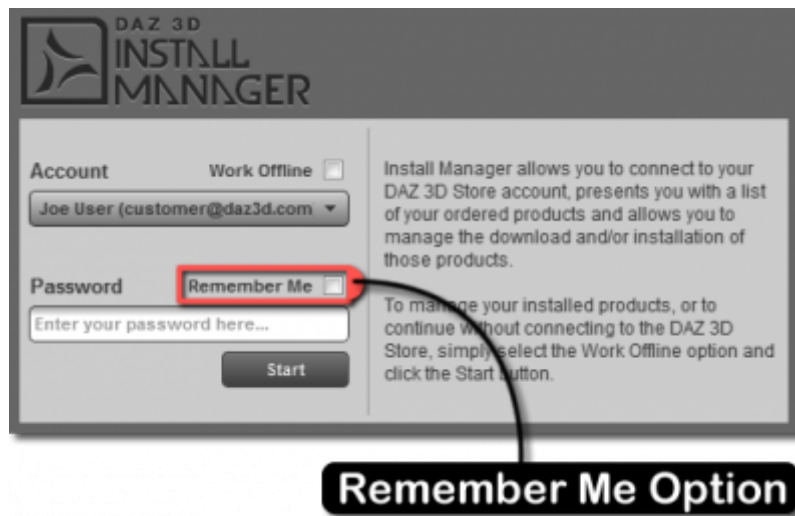 DAZ 3D
INSTALL
MANAGER
Account
Work Offline
Joe User (customer@daz3d.com
Password
Remember Me
Enter your password here...
Start
Install Manager allows you to connect to your
DAZ 3D Store account, presents you with a list
of your ordered products and allows you to
manage the download and/or installation of
those products.
To manage your installed products, or to
continue without connecting to the DAZ 3D
Store, simply select the Work Offline option and
click the Start button.
Remember Me Option